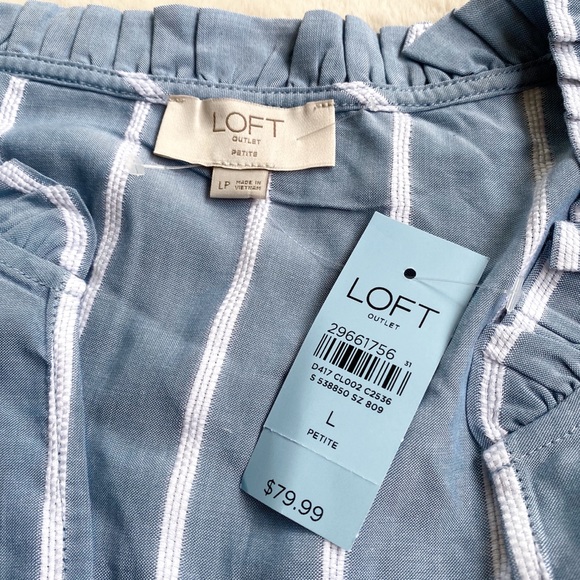 LOFT
OUTLET
PETITE
LP MADE IN
VIETNAM
LOFT
OUTLET
29661756
31
D417 CL002 C2536
S 538850 SZ 809
L
PETITE
$79.99